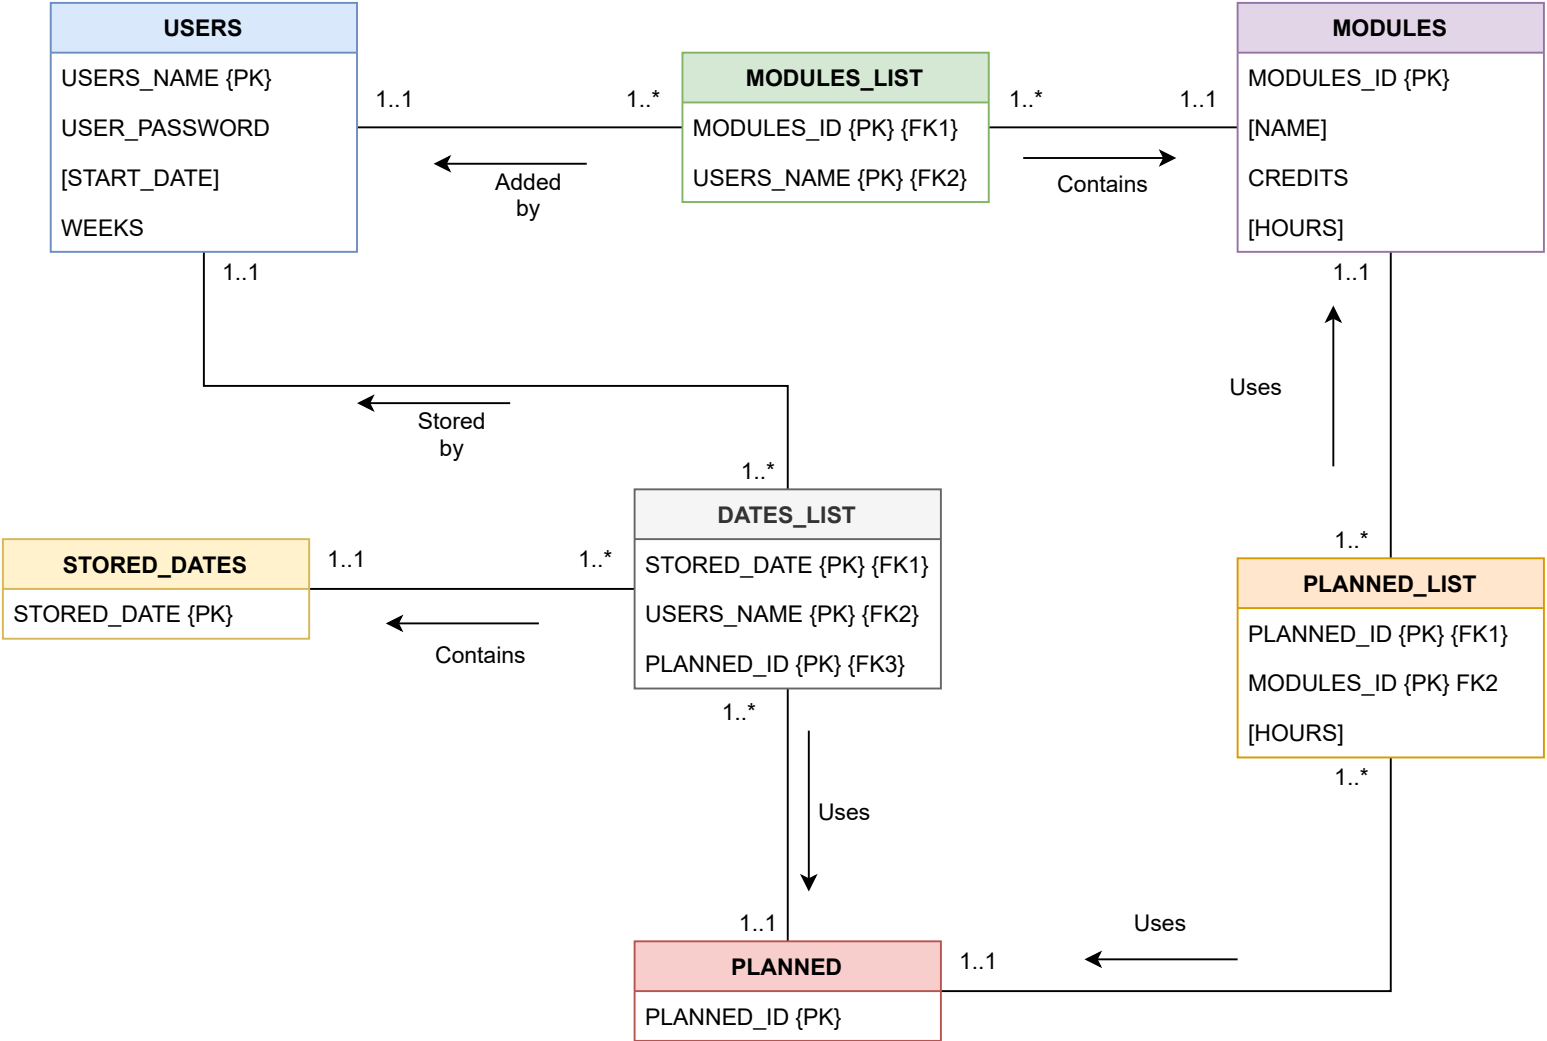 USERS
USERS_NAME {PK}
USER_PASSWORD
[START_DATE]
WEEKS
1..1
1..*
Added
by
MODULES_LIST
MODULES_ID {PK} {FK1}
USERS_NAME {PK} {FK2}
1..*
1..1
Contains
MODULES
MODULES_ID {PK}
[NAME]
CREDITS
[HOURS]
1..1
Stored
by
1..*
1..1
Uses
1..*
DATES_LIST
STORED_DATE {PK} {FK1}
USERS_NAME {PK} {FK2}
PLANNED_ID {PK} {FK3}
STORED_DATES
STORED_DATE {PK}
1..1
1..*
Contains
PLANNED_LIST
PLANNED_ID {PK} {FK1}
MODULES_ID {PK} FK2
[HOURS]
1..*
Uses
1..1
1..*
Uses
1..1
PLANNED
PLANNED_ID {PK}